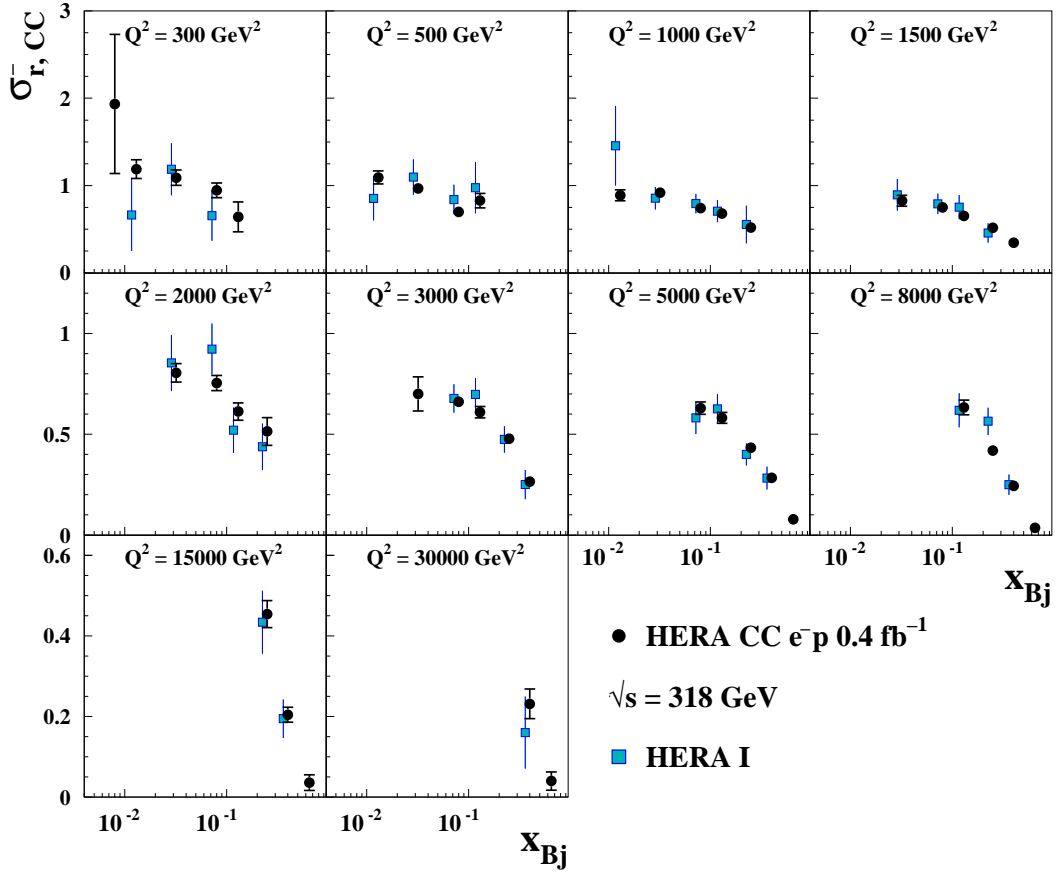 σ⁻r, CC
3
2
1
0
Q² = 300 GeV²
Q² = 500 GeV²
Q² = 1000 GeV²
Q² = 1500 GeV²
1
0.5
0
Q² = 2000 GeV²
Q² = 3000 GeV²
Q² = 5000 GeV²
Q² = 8000 GeV²
10⁻² 10⁻¹
10⁻² 10⁻¹
xBj
0.6
0.4
0.2
0
Q² = 15000 GeV²
Q² = 30000 GeV²
10⁻² 10⁻¹
10⁻² 10⁻¹
xBj
HERA CC e⁻p 0.4 fb⁻¹
√s = 318 GeV
HERA I